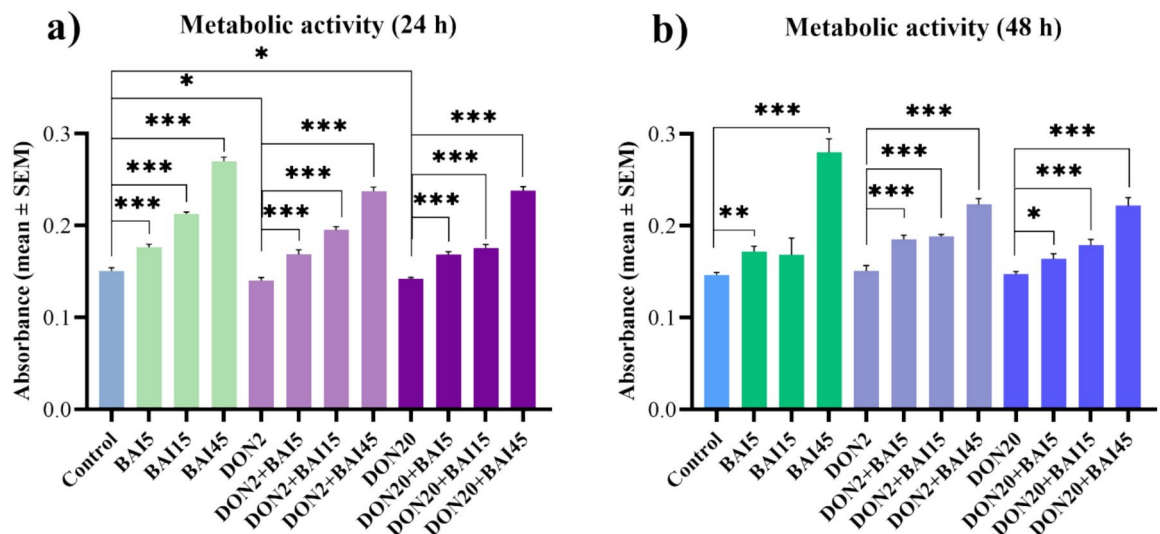 a)
Metabolic activity (24 h)
Absorbance (mean ± SEM)
0.3
0.2
0.1
0.0
*
*
***
***
***
***
***
***
***
***
***
Control
BAI5
BAI15
BAI45
DON2
DON2+BAI5
DON2+BAI15
DON2+BAI45
DON20
DON20+BAI5
DON20+BAI15
DON20+BAI45
b)
Metabolic activity (48 h)
Absorbance (mean ± SEM)
0.3
0.2
0.1
0.0
***
**
***
***
***
***
***
*
Control
BAI5
BAI15
BAI45
DON2
DON2+BAI5
DON2+BAI15
DON2+BAI45
DON20
DON20+BAI5
DON20+BAI15
DON20+BAI45